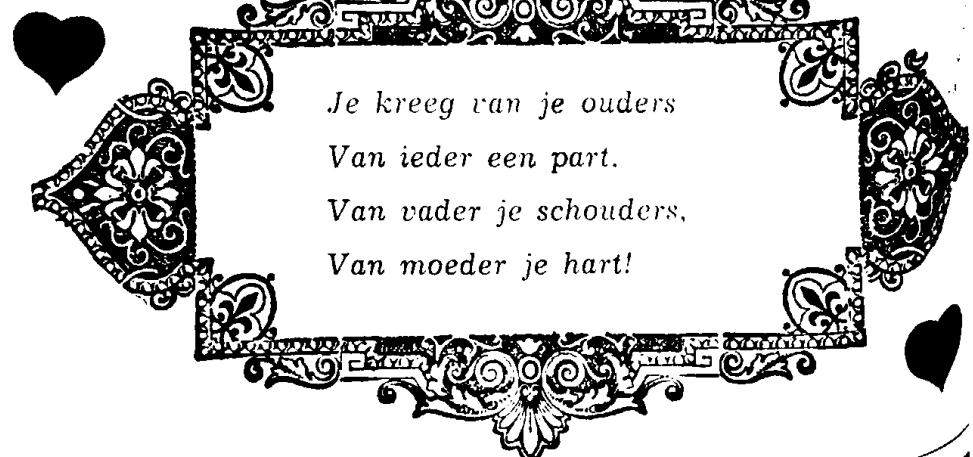 Je kreeg van je ouders
Van ieder een part.
Van vader je schouders,
Van moeder je hart!